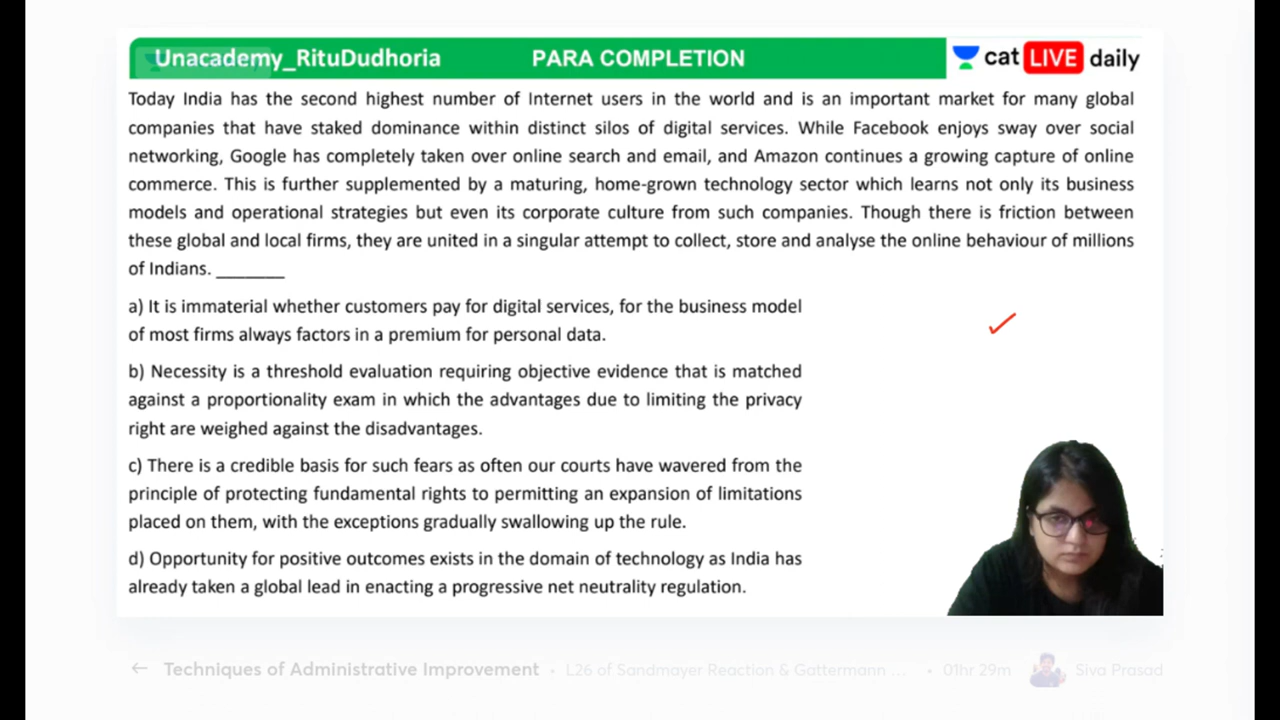 Unacademy_RituDudhoria PARA COMPLETION cat LIVE daily
Today India has the second highest number of Internet users in the world and is an important market for many global
companies that have staked dominance within distinct silos of digital services. While Facebook enjoys sway over social
networking, Google has completely taken over online search and email, and Amazon continues a growing capture of online
commerce. This is further supplemented by a maturing, home-grown technology sector which learns not only its business
models and operational strategies but even its corporate culture from such companies. Though there is friction between
these global and local firms, they are united in a singular attempt to collect, store and analyse the online behaviour of millions
of Indians. _______
a) It is immaterial whether customers pay for digital services, for the business model
of most firms always factors in a premium for personal data.
b) Necessity is a threshold evaluation requiring objective evidence that is matched
against a proportionality exam in which the advantages due to limiting the privacy
right are weighed against the disadvantages.
c) There is a credible basis for such fears as often our courts have wavered from the
principle of protecting fundamental rights to permitting an expansion of limitations
placed on them, with the exceptions gradually swallowing up the rule.
d) Opportunity for positive outcomes exists in the domain of technology as India has
already taken a global lead in enacting a progressive net neutrality regulation.
← Techniques of Administrative Improvement • L26 of Sandmayer Reaction & Gattermann ... • 01hr 29m Siva Prasad